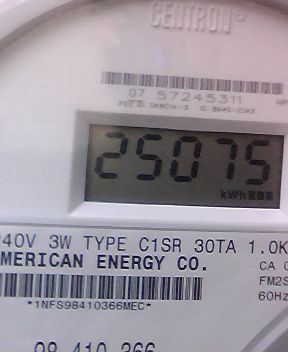 CENTRON
07 57245311
25075
kWh
240V 3W TYPE C1SR 30TA 1.0K
AMERICAN ENERGY CO.
CA
FM2S
60Hz
*1NFS98410366MEC*
98 410 366